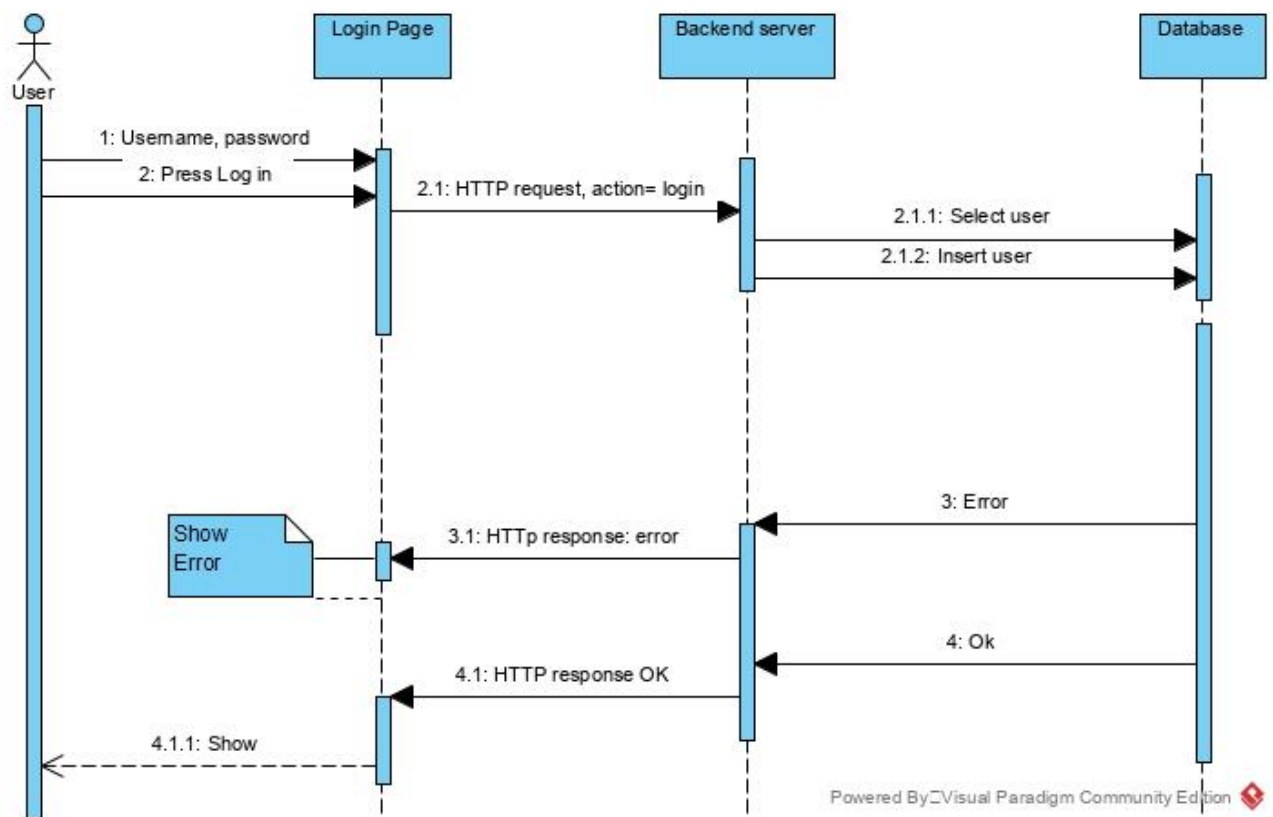 Login Page
Backend server
Database
User
1: Username, password
2: Press Log in
2.1: HTTP request, action= login
2.1.1: Select user
2.1.2: Insert user
3: Error
Show
Error
3.1: HTTp response: error
4: Ok
4.1: HTTP response OK
4.1.1: Show
Powered By Visual Paradigm Community Edition